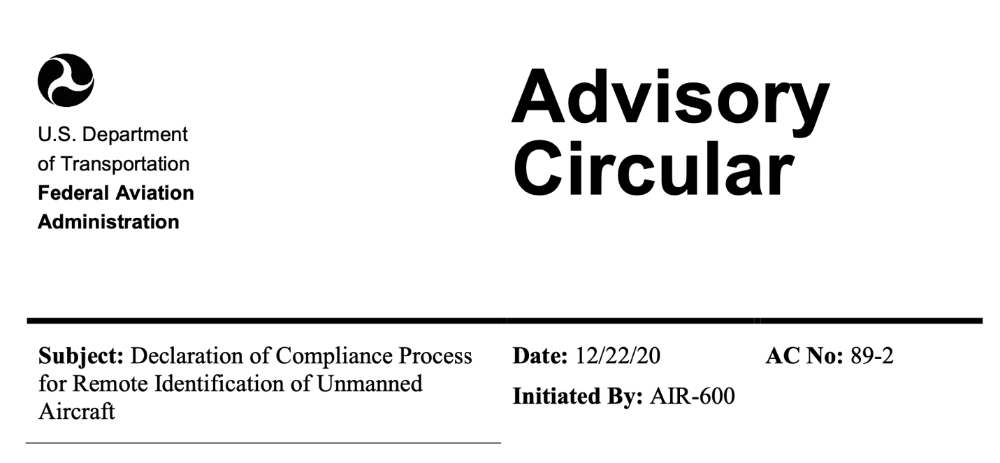 U.S. Department
of Transportation
Federal Aviation
Administration
Advisory
Circular
Subject: Declaration of Compliance Process
for Remote Identification of Unmanned
Aircraft
Date: 12/22/20
Initiated By: AIR-600
AC No: 89-2